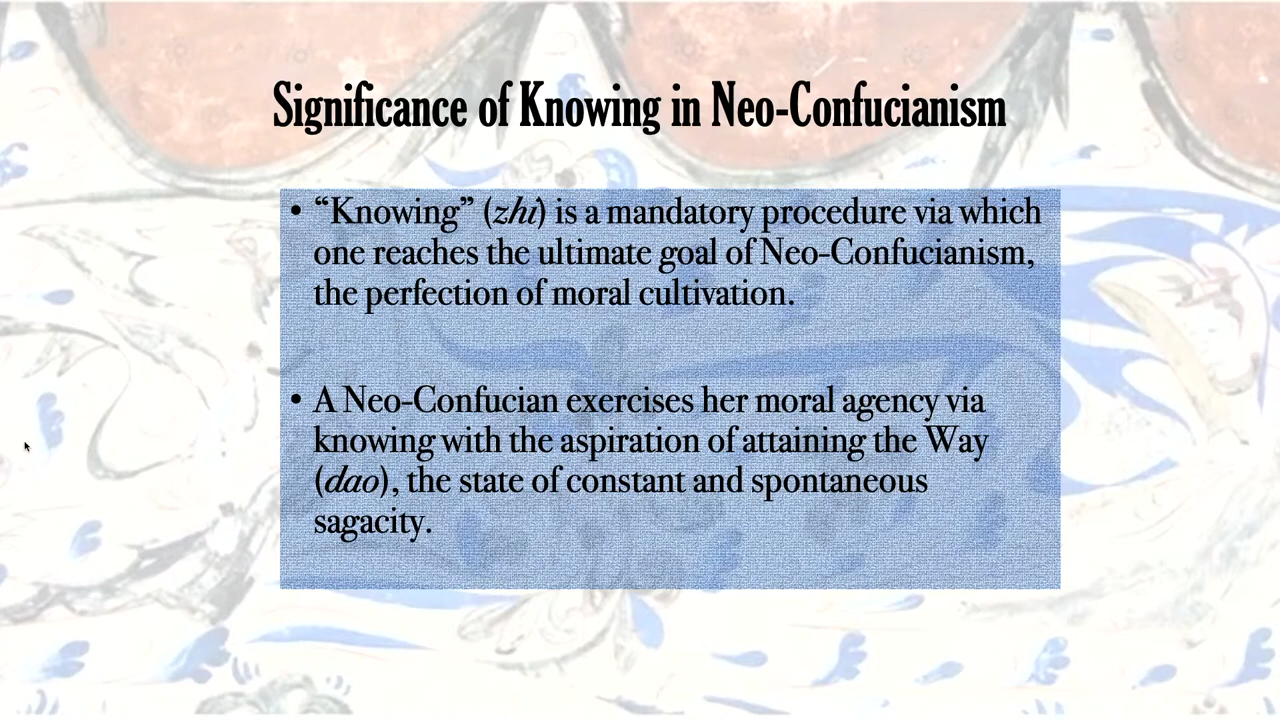 Significance of Knowing in Neo-Confucianism
• “Knowing” (zhi) is a mandatory procedure via which
one reaches the ultimate goal of Neo-Confucianism,
the perfection of moral cultivation.
• A Neo-Confucian exercises her moral agency via
knowing with the aspiration of attaining the Way
(dao), the state of constant and spontaneous
sagacity.